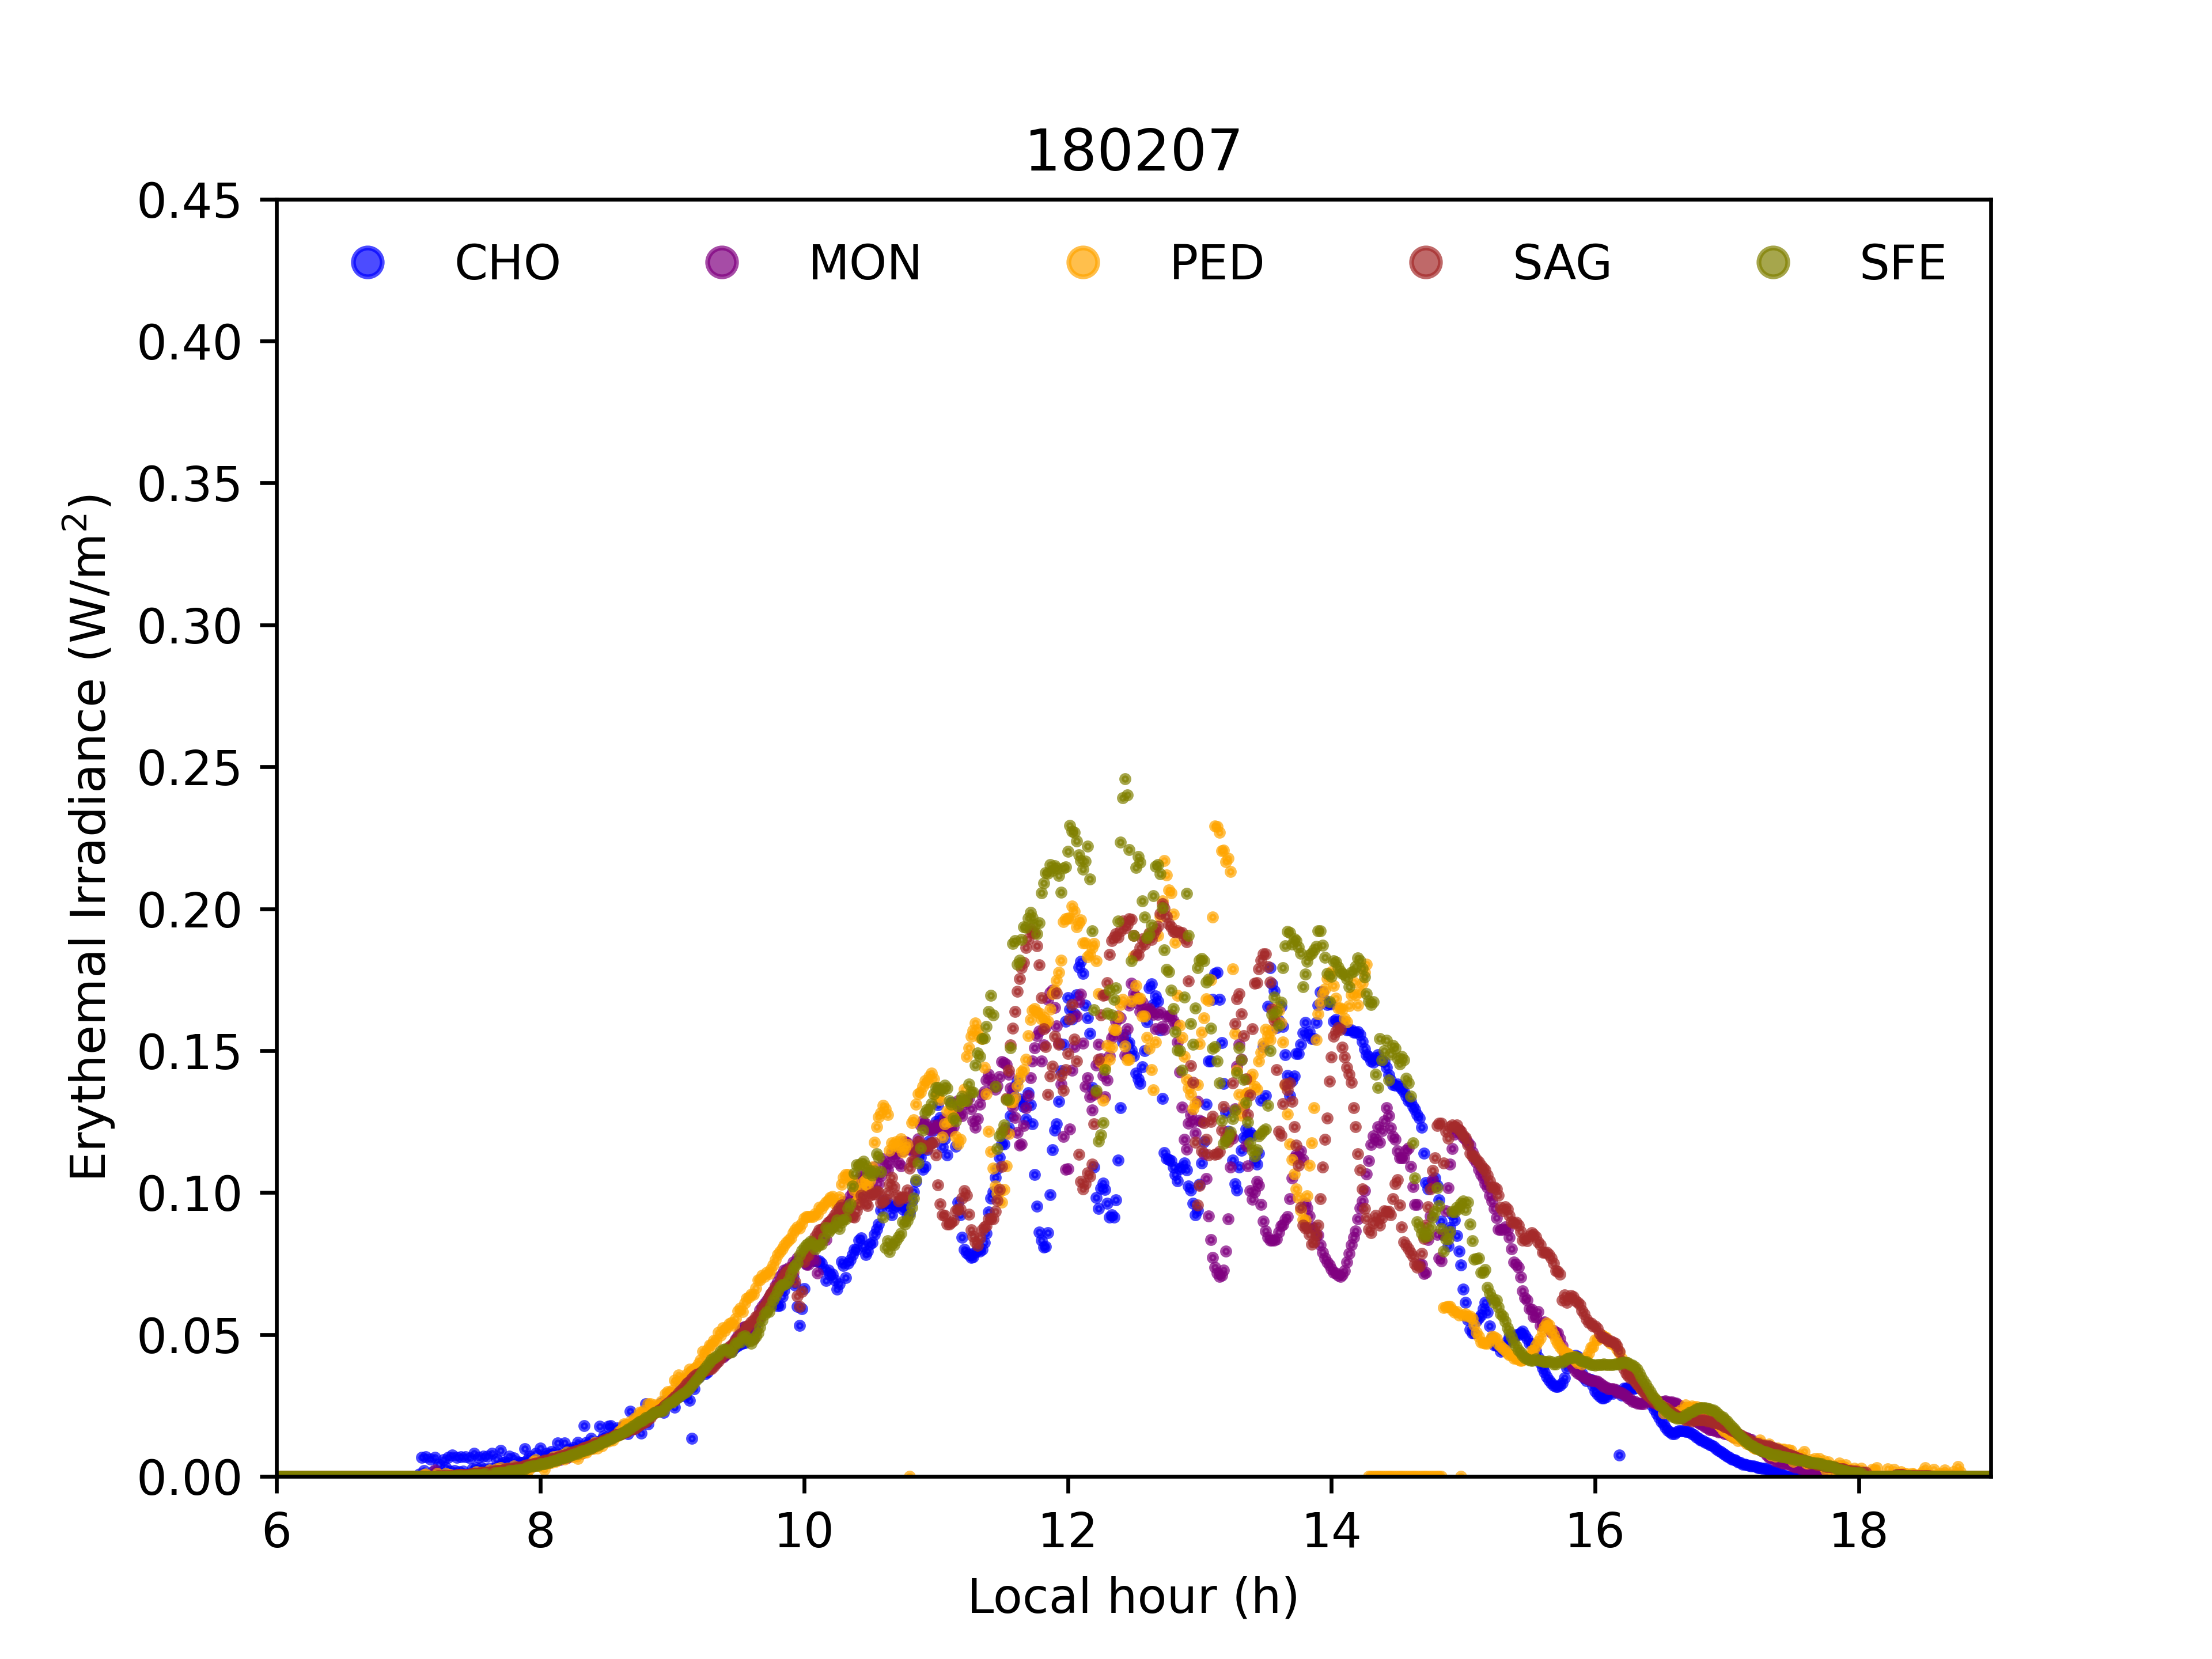 180207
CHO MON PED SAG SFE
0.45
0.40
0.35
0.30
0.25
0.20
0.15
0.10
0.05
0.00
Erythemal Irradiance (W/m²)
6 8 10 12 14 16 18
Local hour (h)